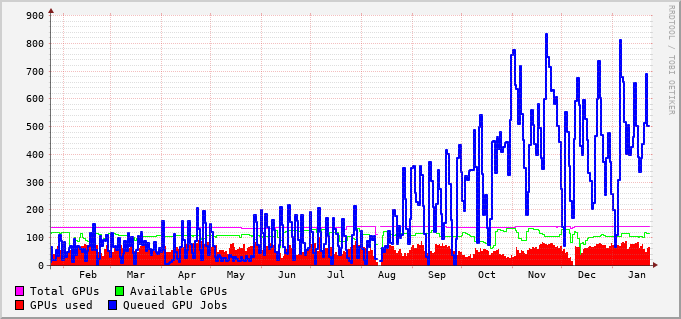 900
800
700
600
500
400
300
200
100
0
Feb Mar Apr May Jun Jul Aug Sep Oct Nov Dec Jan
Total GPUs Available GPUs
GPUs used Queued GPU Jobs
RRDTOOL / TOBI OETIKER